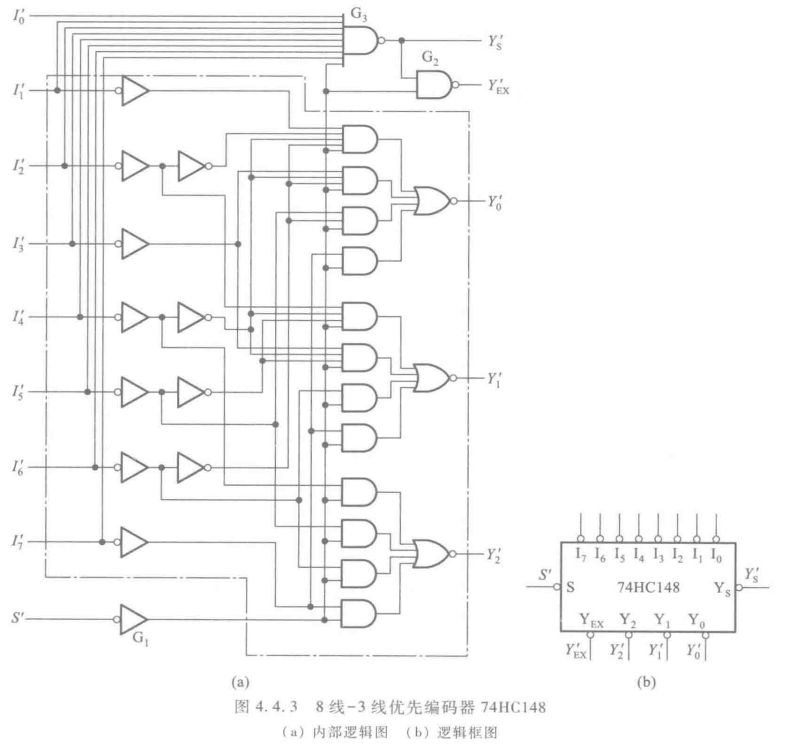 I′₀
G₃
Y′S
G₂
Y′EX
I′₁
I′₂
Y′₀
I′₃
I′₄
Y′₁
I′₅
I′₆
I′₇
Y′₂
S′
G₁
I₇ I₆ I₅ I₄ I₃ I₂ I₁ I₀
S′ S 74HC148 YS Y′S
YEX Y₂ Y₁ Y₀
Y′EX Y′₂ Y′₁ Y′₀
(a) (b)
图 4.4.3 8 线-3 线优先编码器 74HC148
(a) 内部逻辑图 (b) 逻辑框图